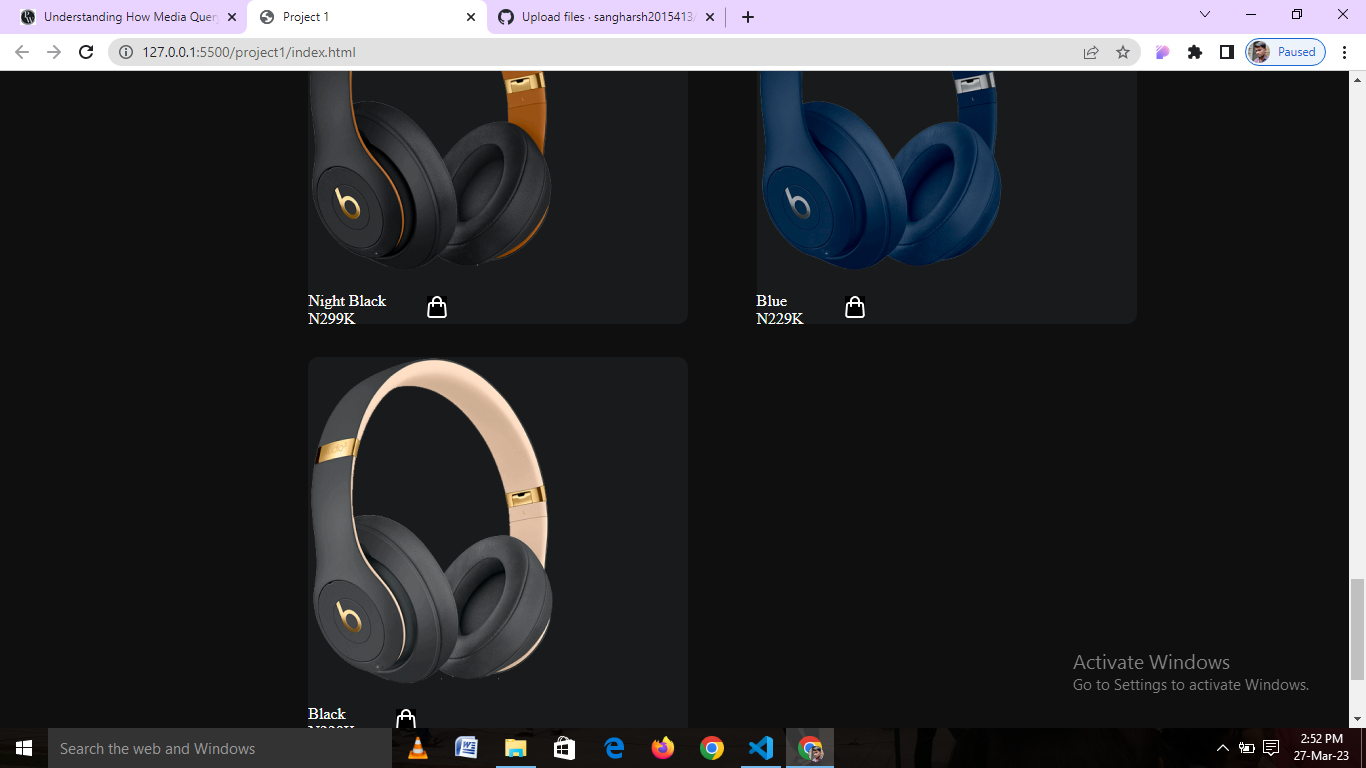 Understanding How Media Quer
Project 1
Upload files · sangharsh2015413/
127.0.0.1:5500/project1/index.html
Paused
Night Black
N299K
Blue
N229K
Black
Activate Windows
Go to Settings to activate Windows.
Search the web and Windows
2:52 PM
27-Mar-23